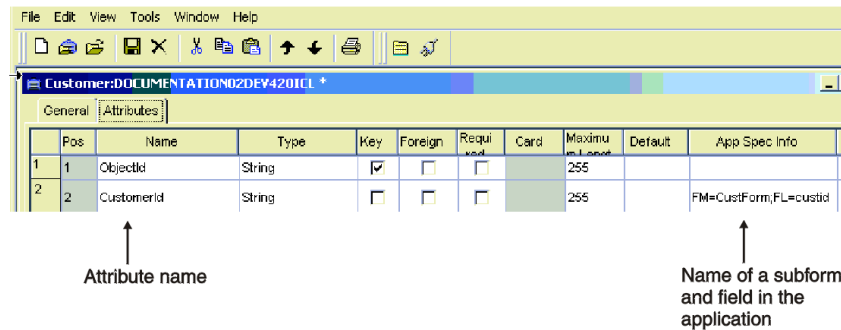 File Edit View Tools Window Help
Customer:DOCUMENTATION02DEV420ICL *
General Attributes
Pos Name Type Key Foreign Requi Card Maximu Default App Spec Info
1 1 ObjectId String 255
2 2 CustomerId String 255 FM=CustForm;FL=custid
Attribute name
Name of a subform
and field in the
application